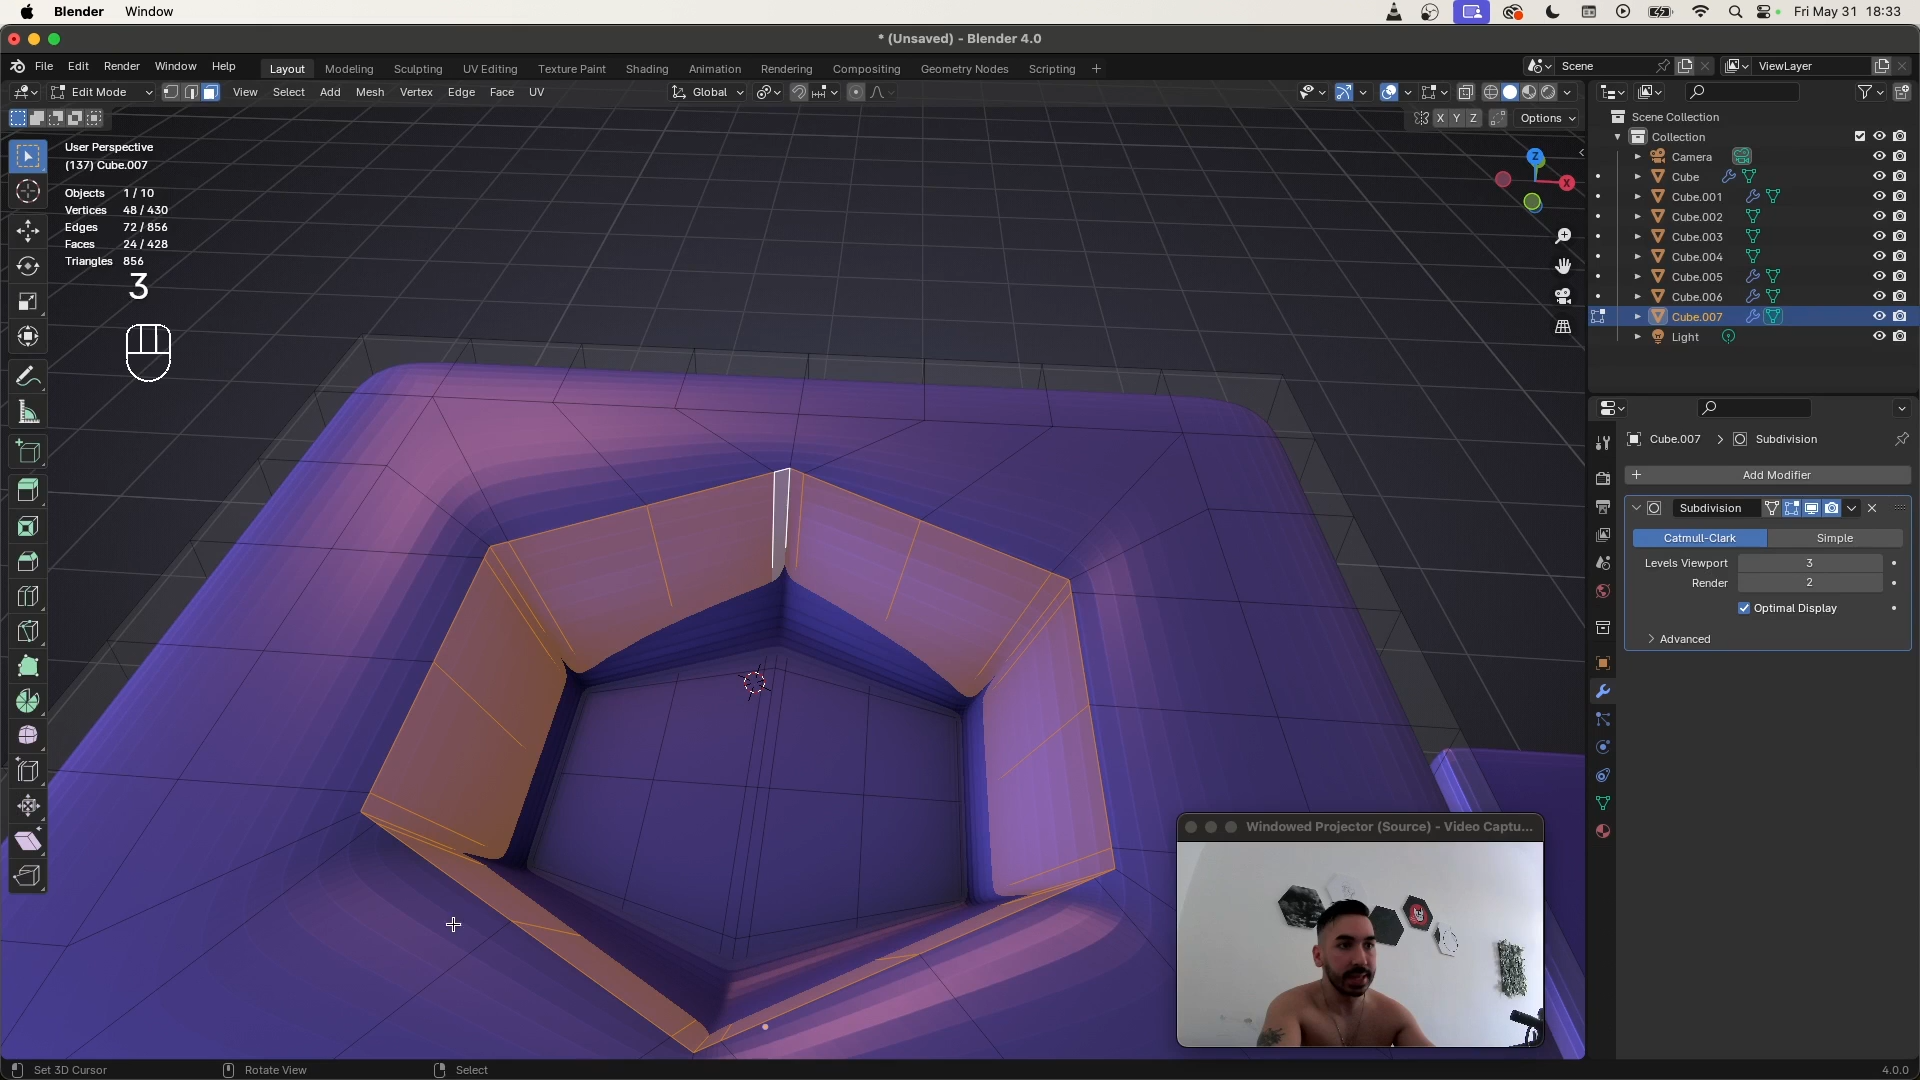 Blender Window Fri May 31 18:33
* (Unsaved) - Blender 4.0
File Edit Render Window Help Layout Modeling Sculpting UV Editing Texture Paint Shading Animation Rendering Compositing Geometry Nodes Scripting + Scene ViewLayer
Edit Mode View Select Add Mesh Vertex Edge Face UV Global
X Y Z Options
User Perspective
(137) Cube.007
Objects 1 / 10
Vertices 48 / 430
Edges 72 / 856
Faces 24 / 428
Triangles 856
3
Z
X
Scene Collection
Collection
Camera
Cube
Cube.001
Cube.002
Cube.003
Cube.004
Cube.005
Cube.006
Cube.007
Light
Cube.007 > Subdivision
+ Add Modifier
Subdivision
Catmull-Clark Simple
Levels Viewport 3
Render 2
Optimal Display
Advanced
Windowed Projector (Source) - Video Captu...
Set 3D Cursor Rotate View Select 4.0.0